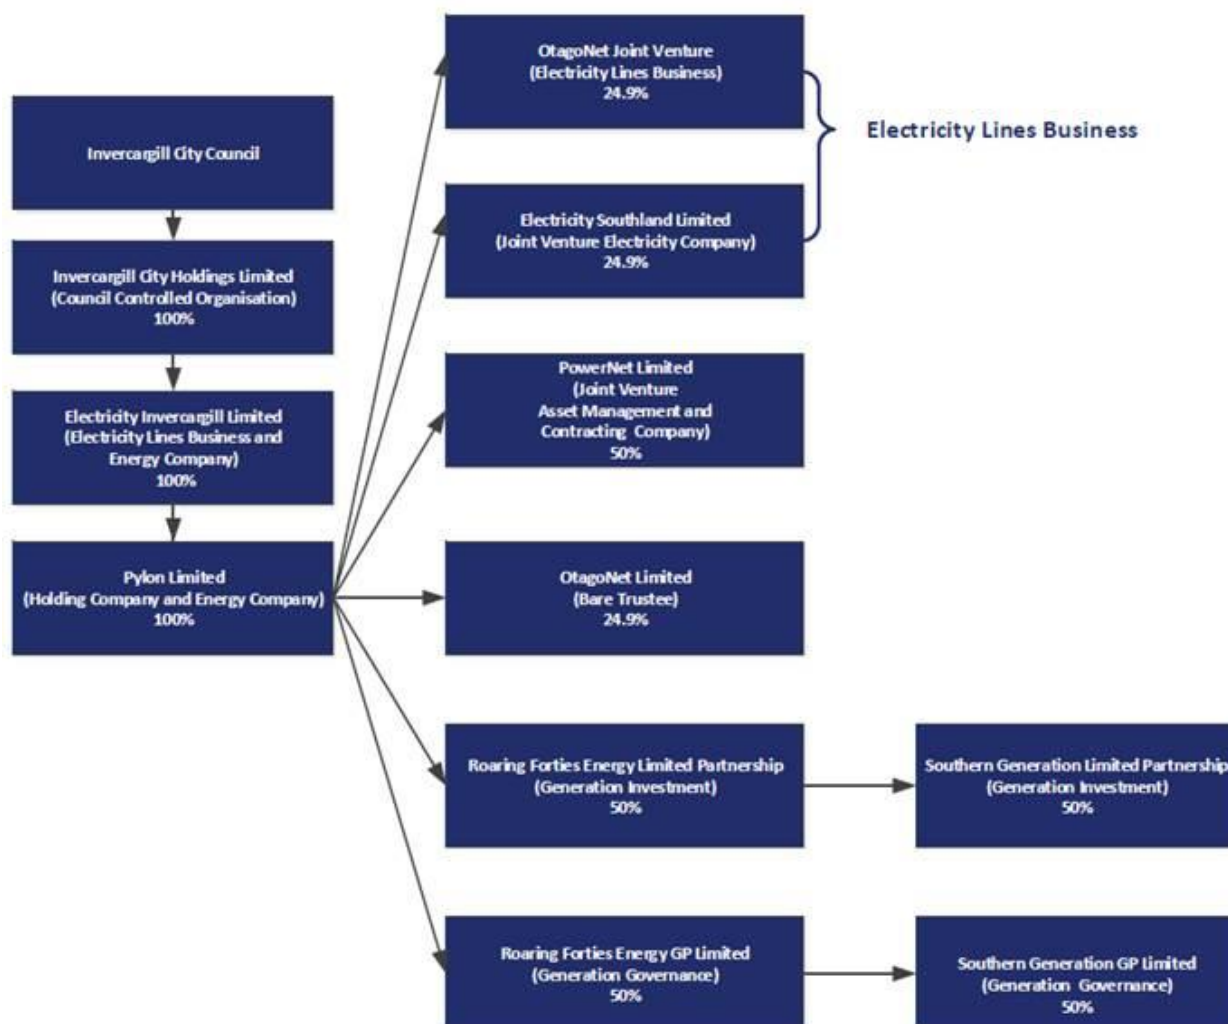 Invercargill City Council
Invercargill City Holdings Limited
(Council Controlled Organisation)
100%
Electricity Invercargill Limited
(Electricity Lines Business and
Energy Company)
100%
Pylon Limited
(Holding Company and Energy Company)
100%
OtagoNet Joint Venture
(Electricity Lines Business)
24.9%
Electricity Southland Limited
(Joint Venture Electricity Company)
24.9%
Electricity Lines Business
PowerNet Limited
(Joint Venture
Asset Management and
Contracting Company)
50%
OtagoNet Limited
(Bare Trustee)
24.9%
Roaring Forties Energy Limited Partnership
(Generation Investment)
50%
Southern Generation Limited Partnership
(Generation Investment)
50%
Roaring Forties Energy GP Limited
(Generation Governance)
50%
Southern Generation GP Limited
(Generation Governance)
50%